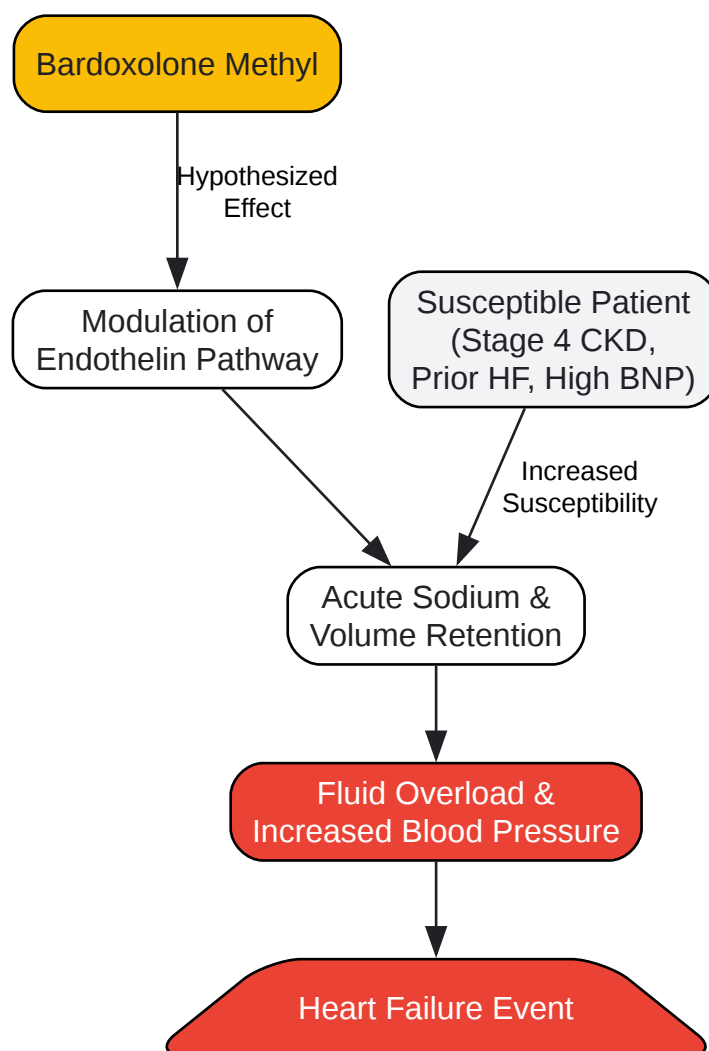 Bardoxolone Methyl
Hypothesized
Effect
Modulation of
Endothelin Pathway
Susceptible Patient
(Stage 4 CKD,
Prior HF, High BNP)
Increased
Susceptibility
Acute Sodium &
Volume Retention
Fluid Overload &
Increased Blood Pressure
Heart Failure Event